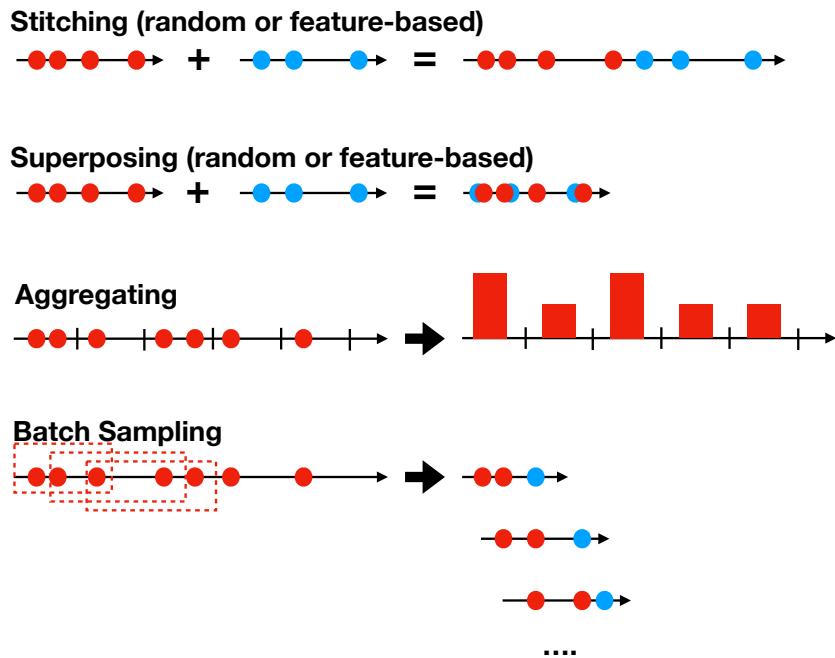 Stitching (random or feature-based)
+ =
Superposing (random or feature-based)
+ =
Aggregating
Batch Sampling
....